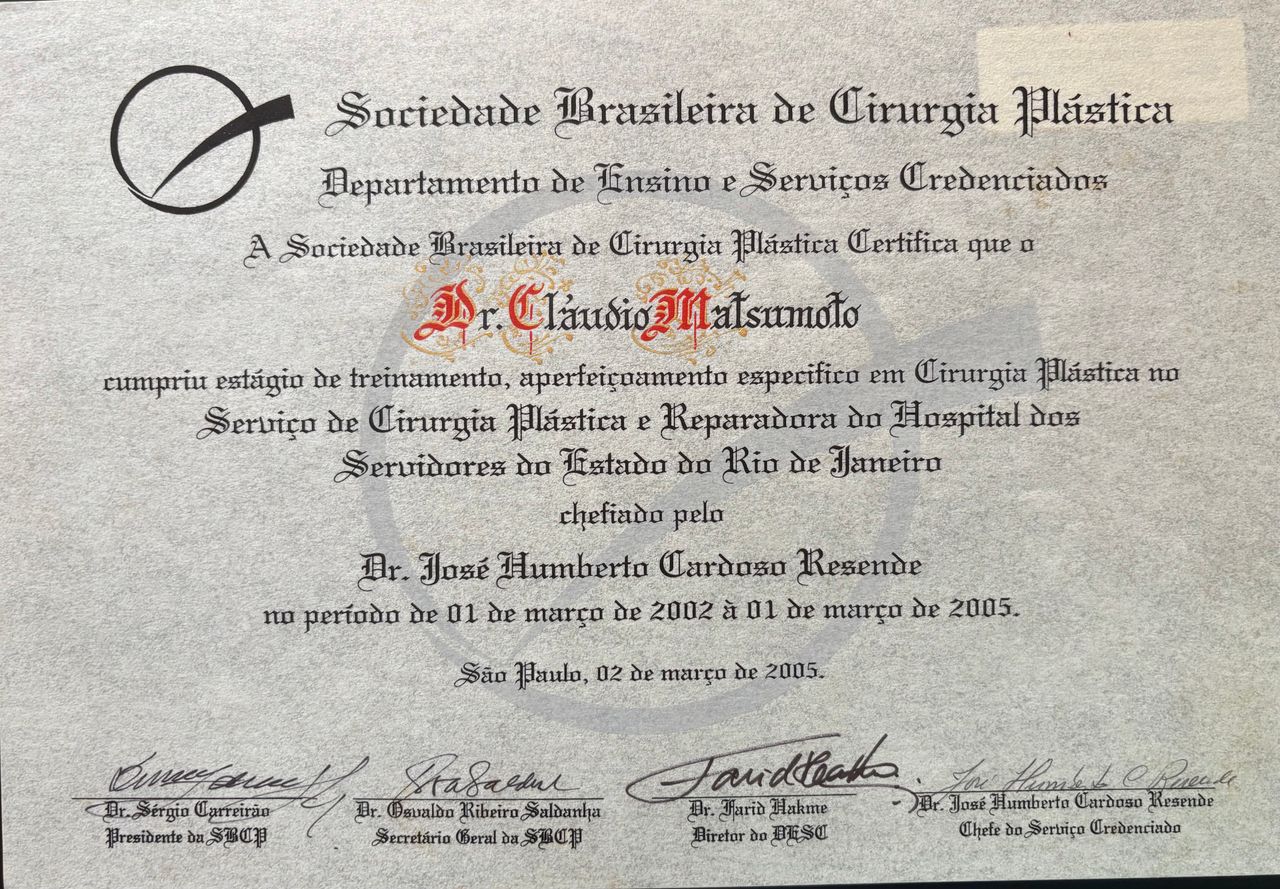 Sociedade Brasileira de Cirurgia Plástica
Departamento de Ensino e Serviços Credenciados
A Sociedade Brasileira de Cirurgia Plástica Certifica que o
Dr. Cláudio Matsumoto
cumpriu estágio de treinamento, aperfeiçoamento especifico em Cirurgia Plástica no
Serviço de Cirurgia Plástica e Reparadora do Hospital dos
Servidores do Estado do Rio de Janeiro
chefiado pelo
Dr. José Humberto Cardoso Resende
no período de 01 de março de 2002 à 01 de março de 2005.
São Paulo, 02 de março de 2005.
Farid Hakme
José Humberto C Resende
Dr. Sérgio Carreirão
Dr. Osvaldo Ribeiro Saldanha
Dr. Farid Hakme
Dr. José Humberto Cardoso Resende
Presidente da SBCP
Secretário Geral da SBCP
Diretor do DESC
Chefe do Serviço Credenciado